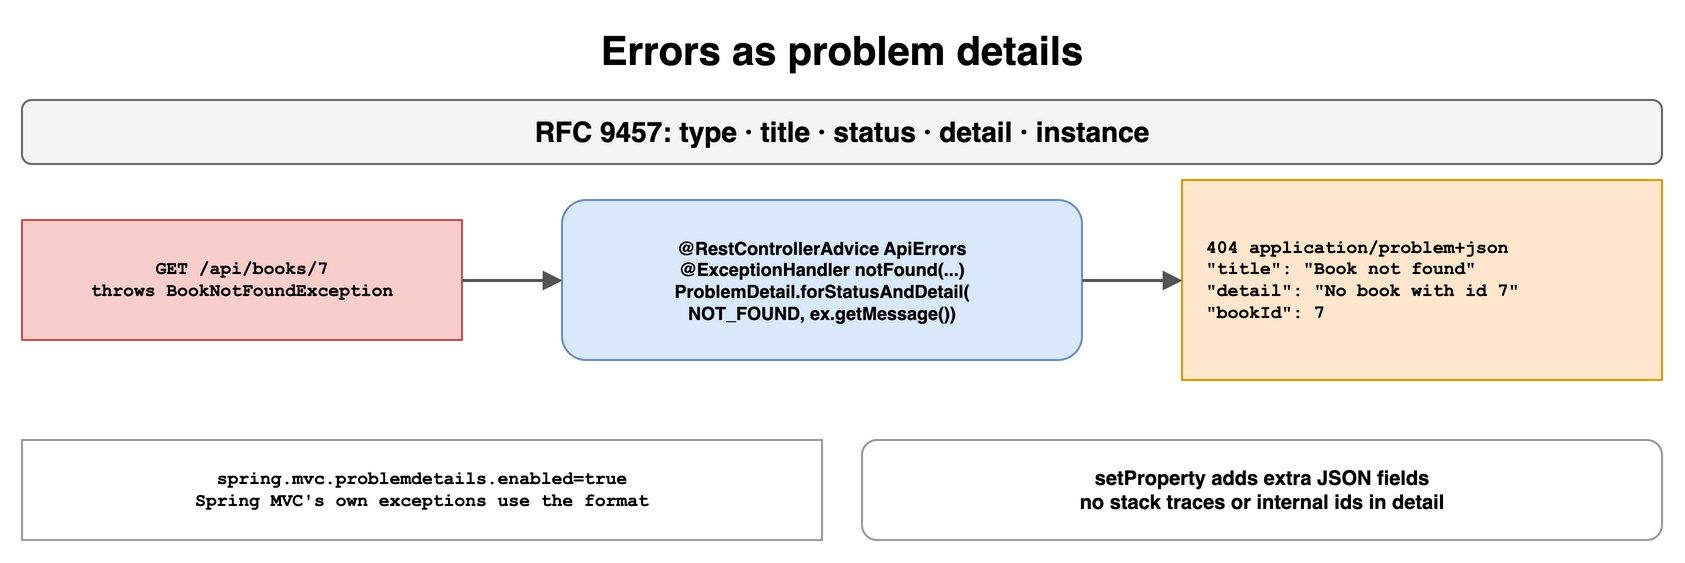 Errors as problem details
RFC 9457: type · title · status · detail · instance
GET /api/books/7
throws BookNotFoundException
@RestControllerAdvice ApiErrors
@ExceptionHandler notFound(...)
ProblemDetail.forStatusAndDetail(
NOT_FOUND, ex.getMessage())
404 application/problem+json
"title": "Book not found"
"detail": "No book with id 7"
"bookId": 7
spring.mvc.problemdetails.enabled=true
Spring MVC's own exceptions use the format
setProperty adds extra JSON fields
no stack traces or internal ids in detail